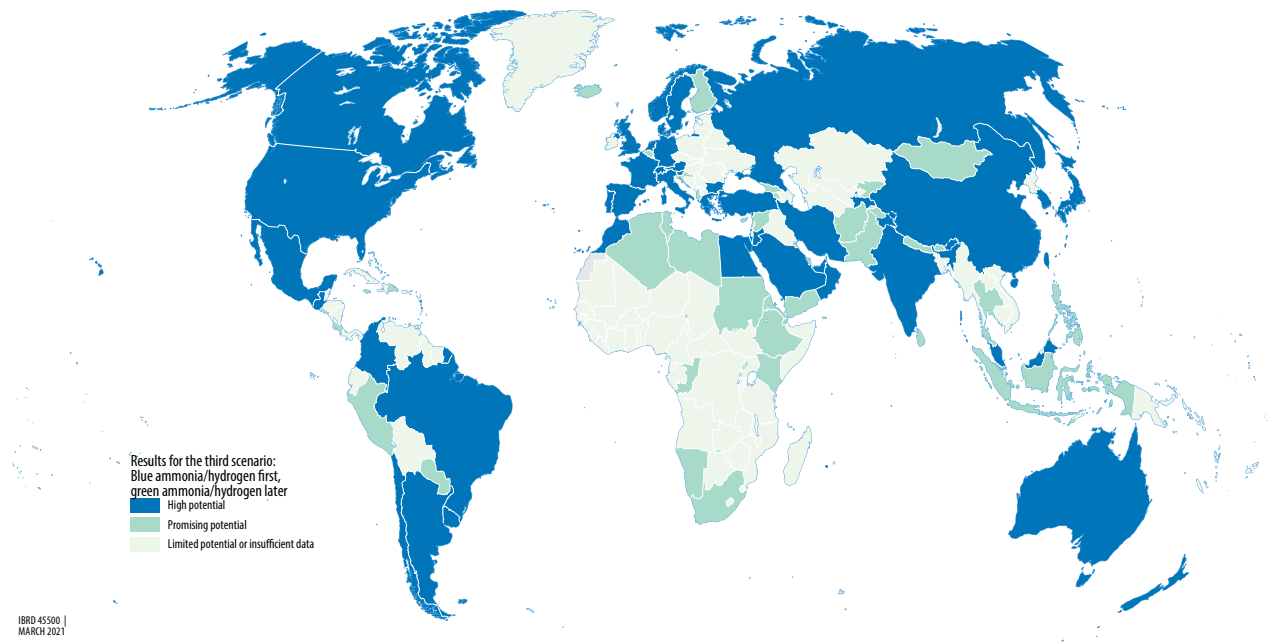 Results for the third scenario:
Blue ammonia/hydrogen first,
green ammonia/hydrogen later
High potential
Promising potential
Limited potential or insufficient data
IBRD 45500 |
MARCH 2021